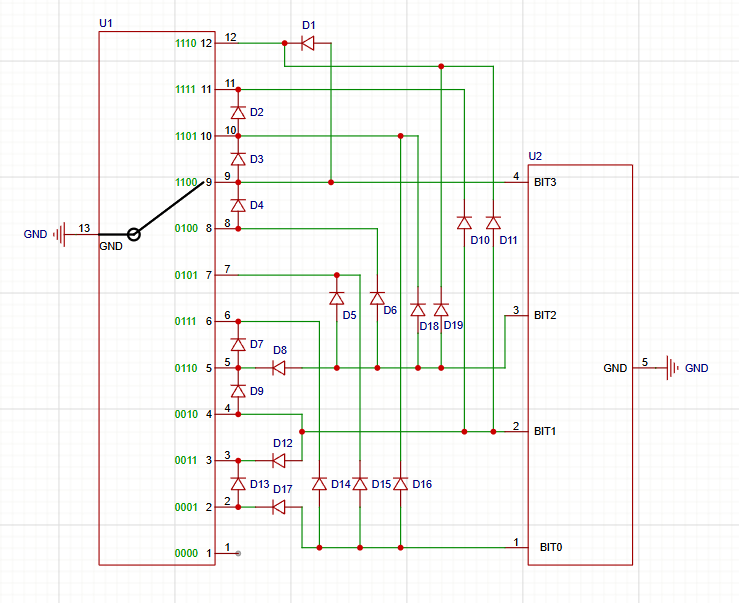 U1
D1
1110 12 12
1111 11 11
D2
1101 10 10
D3
U2
1100 9 9
4 BIT3
D4
0100 8 8
GND 13
GND
D10 D11
0101 7 7
D5 D6
D18 D19
3 BIT2
0111 6 6
D7
D8
0110 5 5
GND 5 GND
D9
0010 4 4
2 BIT1
D12
0011 3 3
D13 D14 D15 D16
D17
0001 2 2
1 BIT0
0000 1 1